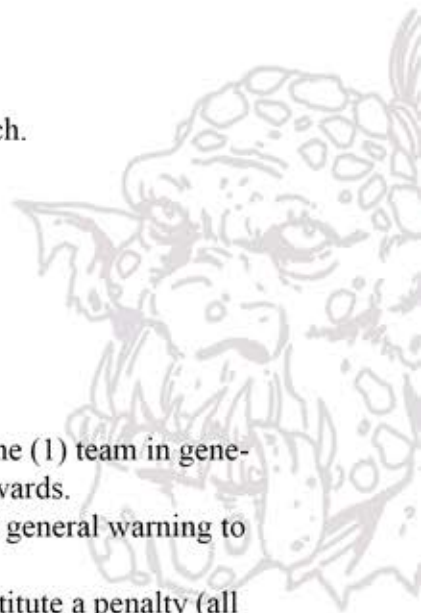 ch.
ne (1) team in gene-
wards.
general warning to
titute a penalty (all